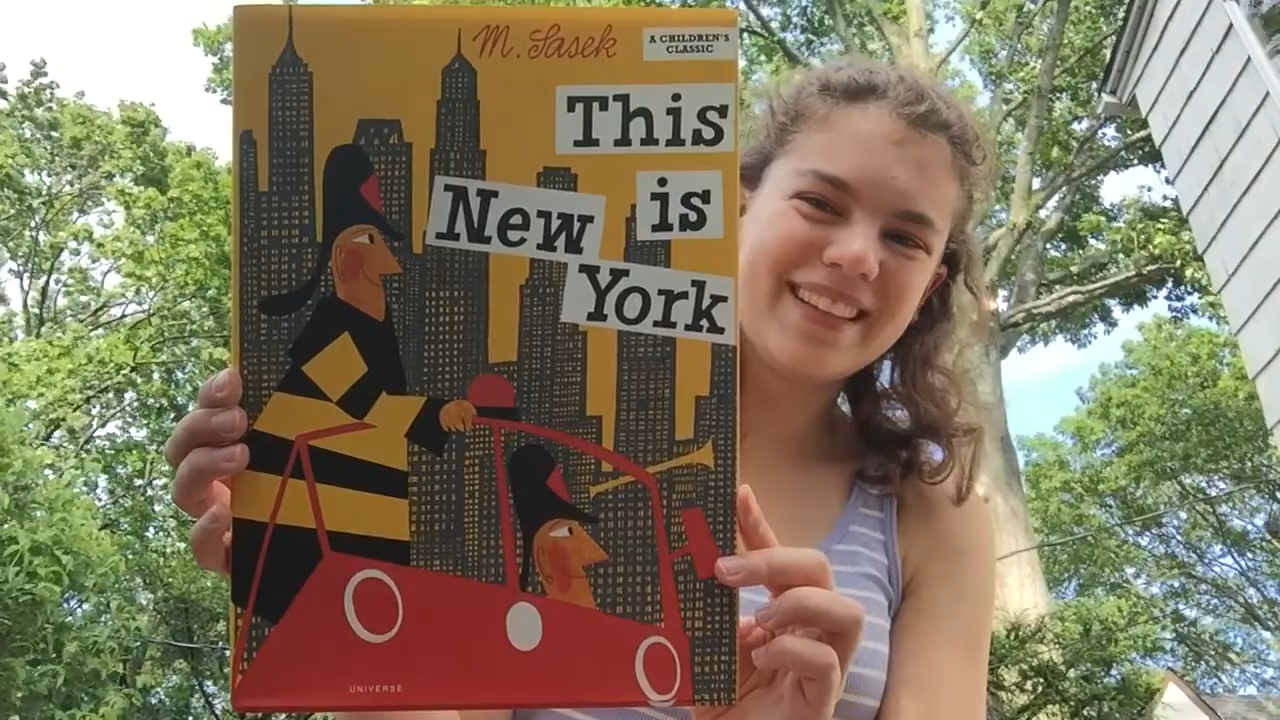 M. Sasek
A CHILDREN'S
CLASSIC
This
is
New
York
UNIVERSE